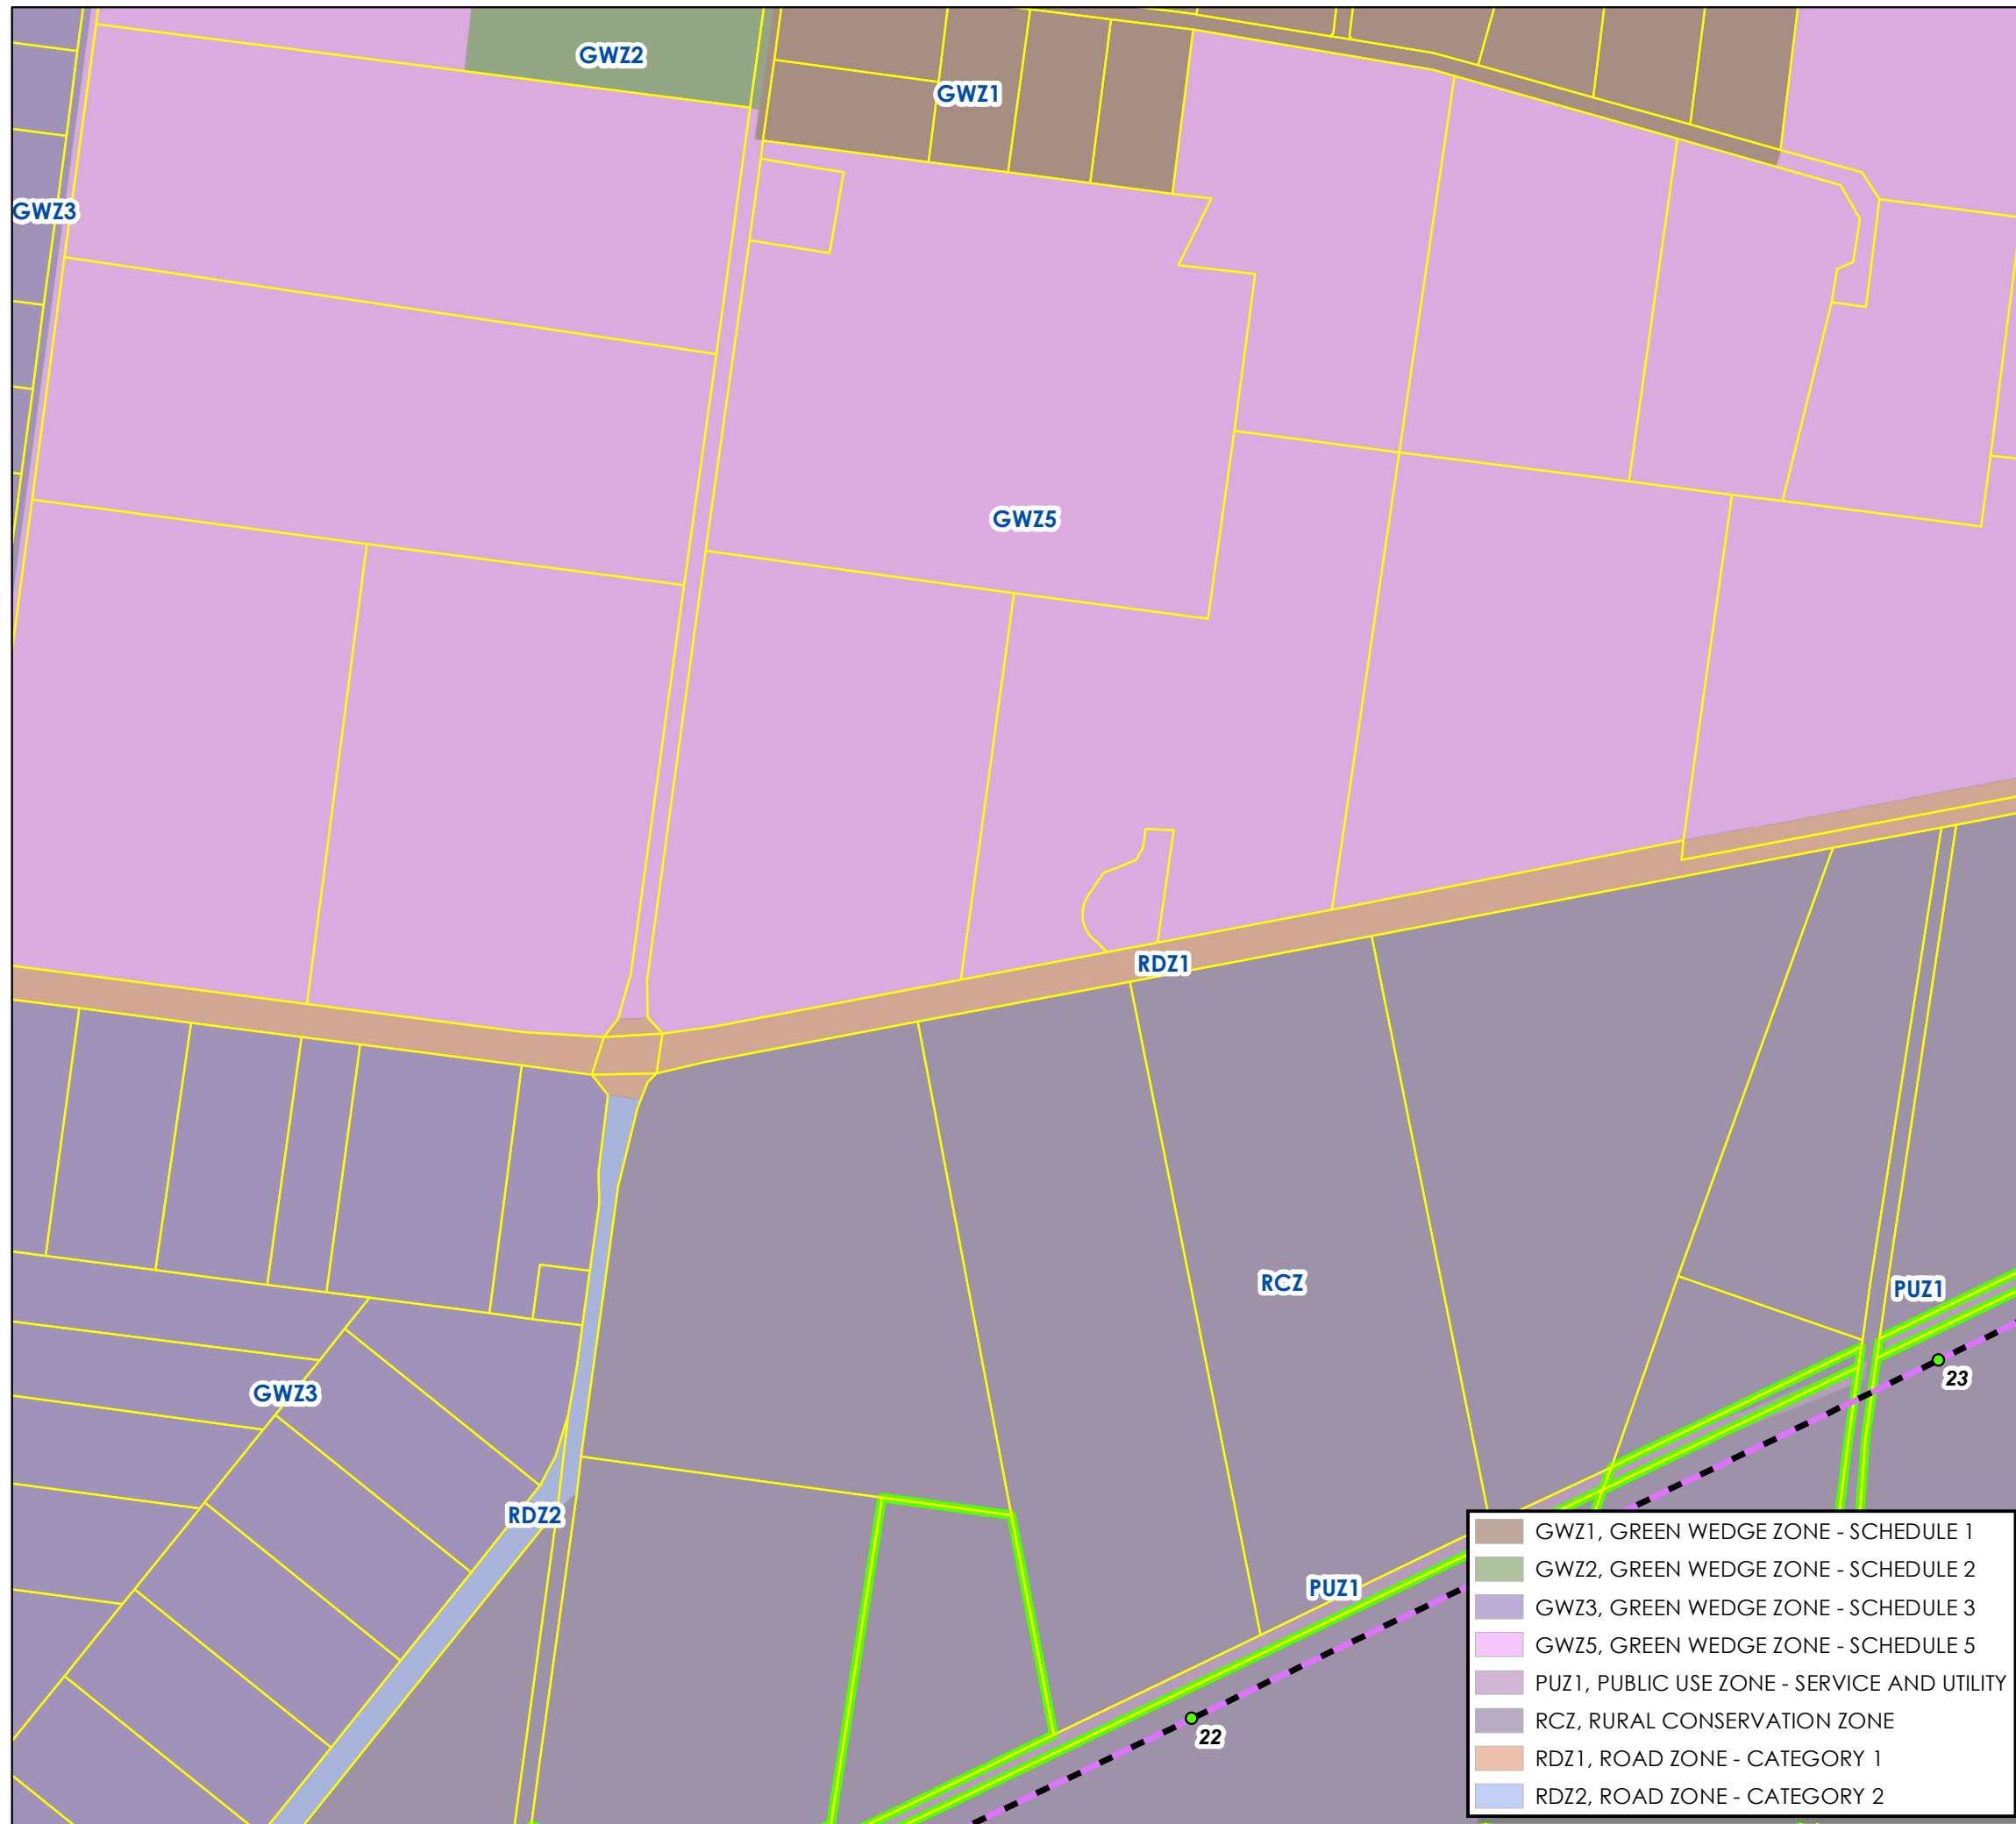 GWZ2
GWZ1
GWZ3
GWZ5
RDZ1
RCZ
PUZ1
23
GWZ3
RDZ2
PUZ1
22
GWZ1, GREEN WEDGE ZONE - SCHEDULE 1
GWZ2, GREEN WEDGE ZONE - SCHEDULE 2
GWZ3, GREEN WEDGE ZONE - SCHEDULE 3
GWZ5, GREEN WEDGE ZONE - SCHEDULE 5
PUZ1, PUBLIC USE ZONE - SERVICE AND UTILITY
RCZ, RURAL CONSERVATION ZONE
RDZ1, ROAD ZONE - CATEGORY 1
RDZ2, ROAD ZONE - CATEGORY 2